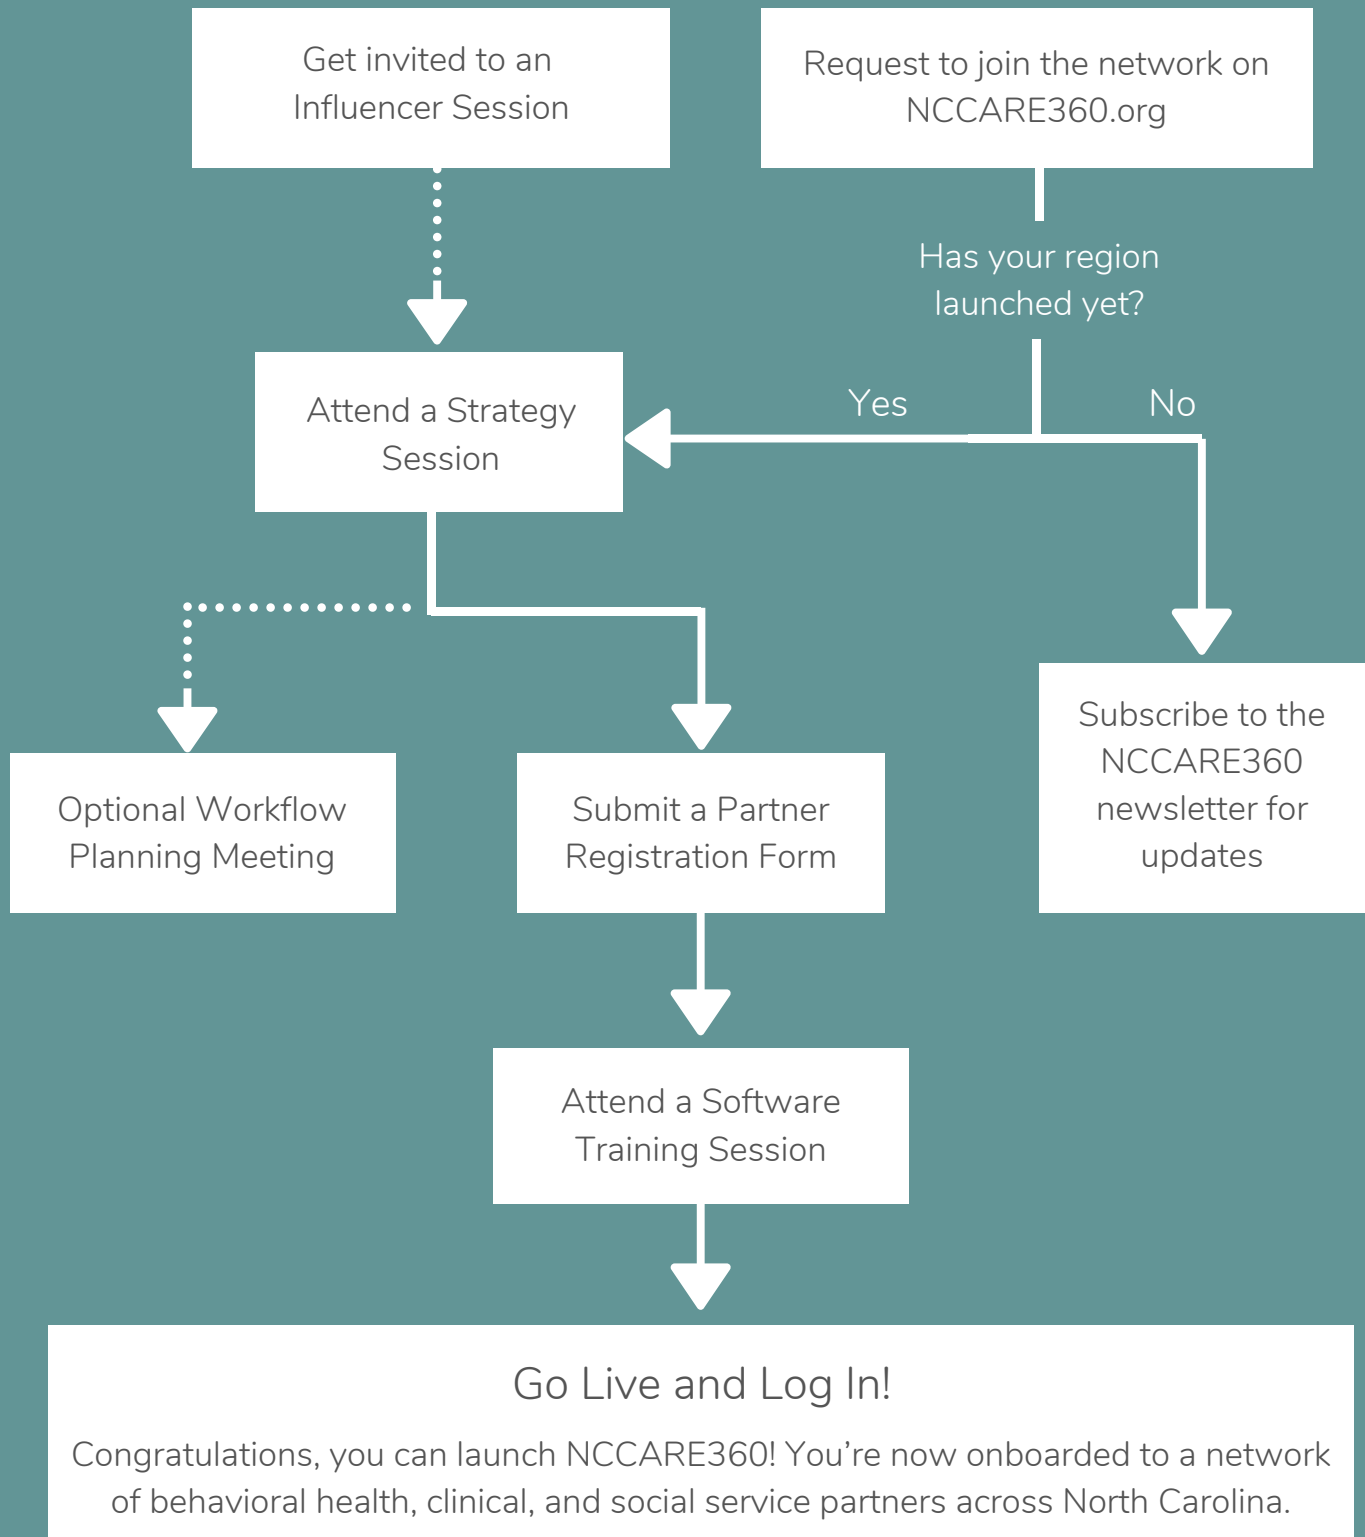 Get invited to an
Influencer Session
Request to join the network on
NCCARE360.org
Has your region
launched yet?
Yes
No
Attend a Strategy
Session
Optional Workflow
Planning Meeting
Submit a Partner
Registration Form
Subscribe to the
NCCARE360
newsletter for
updates
Attend a Software
Training Session
Go Live and Log In!
Congratulations, you can launch NCCARE360! You’re now onboarded to a network
of behavioral health, clinical, and social service partners across North Carolina.